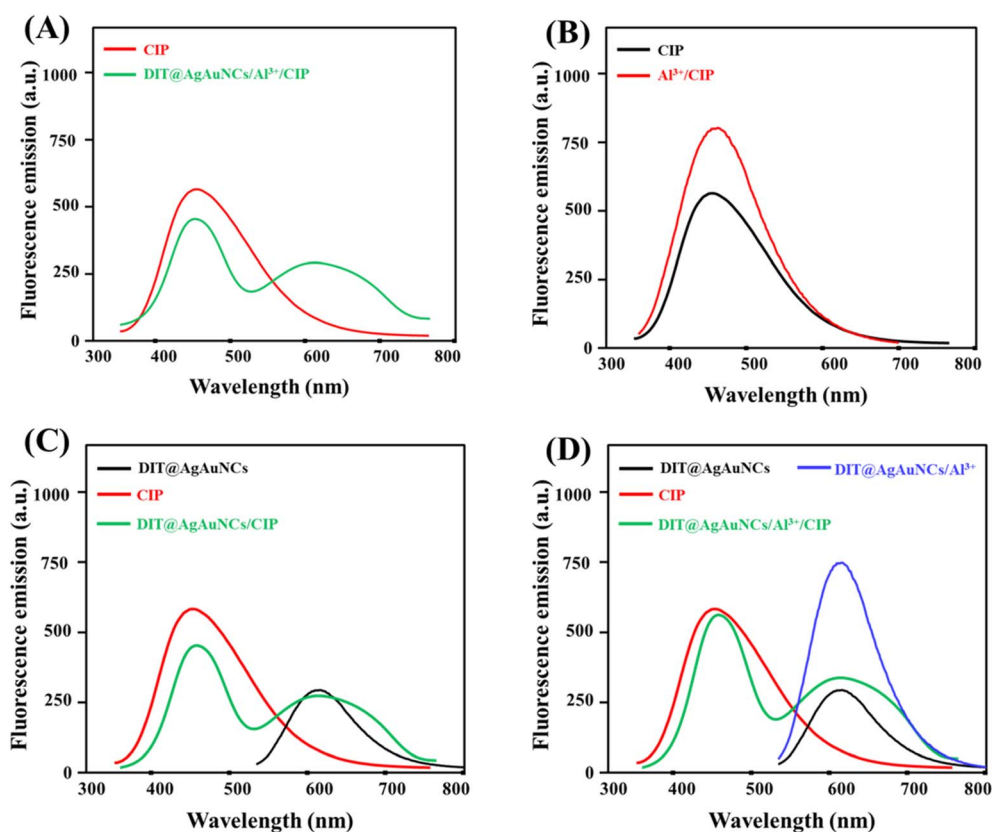 (A)
CIP
DIT@AgAuNCs/Al³⁺/CIP
Fluorescence emission (a.u.)
1000
750
500
250
0
300 400 500 600 700 800
Wavelength (nm)
(B)
CIP
Al³⁺/CIP
Fluorescence emission (a.u.)
1000
750
500
250
0
300 400 500 600 700 800
Wavelength (nm)
(C)
DIT@AgAuNCs
CIP
DIT@AgAuNCs/CIP
Fluorescence emission (a.u.)
1000
750
500
250
0
300 400 500 600 700 800
Wavelength (nm)
(D)
DIT@AgAuNCs DIT@AgAuNCs/Al³⁺
CIP
DIT@AgAuNCs/Al³⁺/CIP
Fluorescence emission (a.u.)
1000
750
500
250
0
300 400 500 600 700 800
Wavelength (nm)